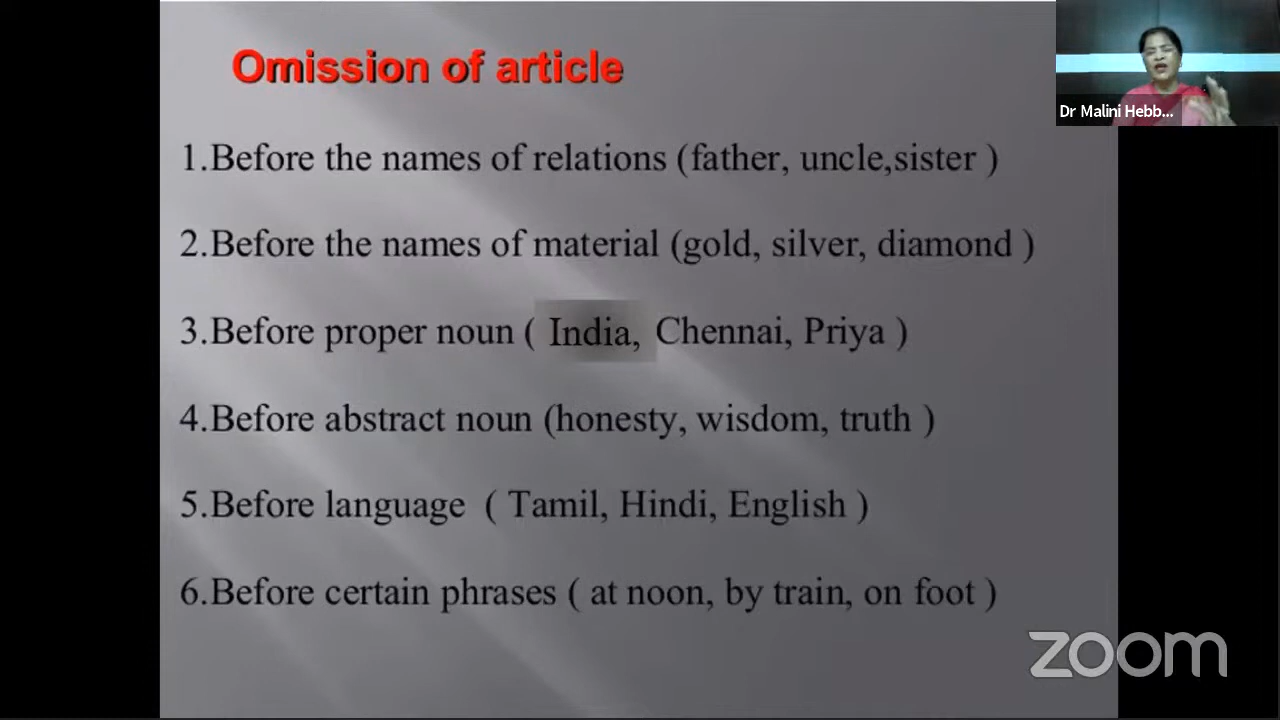 Omission of article
Dr Malini Hebb...
1.Before the names of relations (father, uncle,sister )
2.Before the names of material (gold, silver, diamond )
3.Before proper noun ( India, Chennai, Priya )
4.Before abstract noun (honesty, wisdom, truth )
5.Before language ( Tamil, Hindi, English )
6.Before certain phrases ( at noon, by train, on foot )
zoom